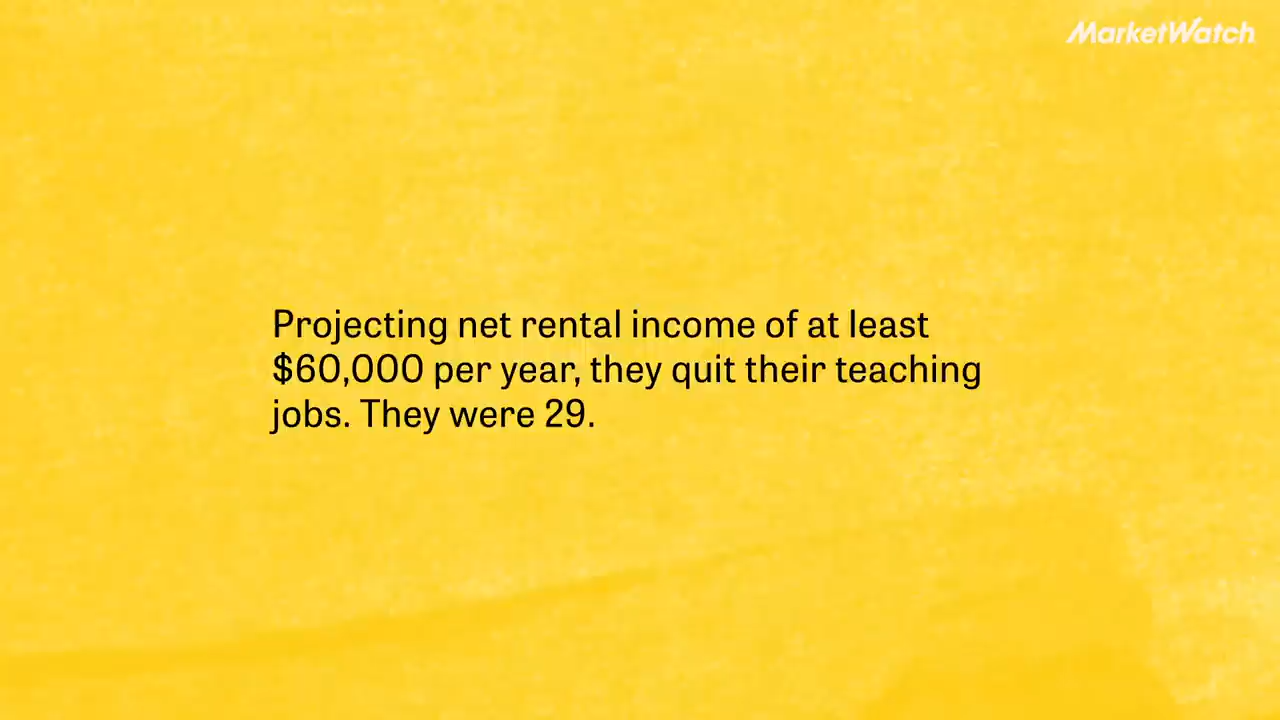 MarketWatch
Projecting net rental income of at least
$60,000 per year, they quit their teaching
jobs. They were 29.